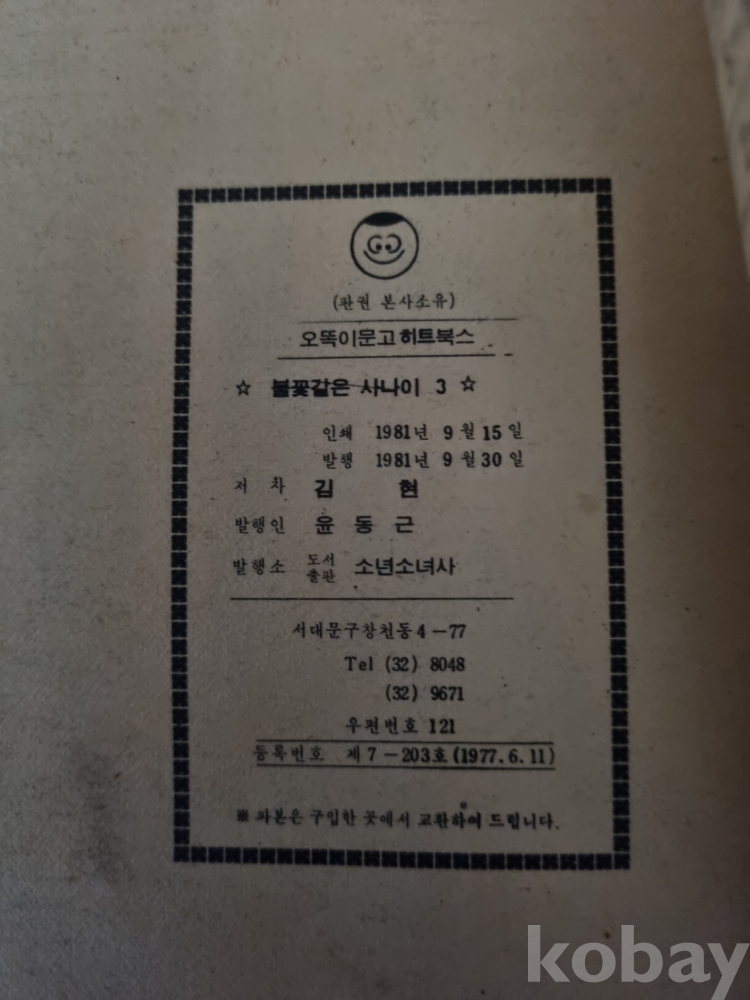 (판권 본사소유)
오뚝이문고 히트북스
☆ 불꽃같은 사나이 3 ☆
인쇄 1981년 9월 15일
발행 1981년 9월 30일
저 자 김 현
발행인 윤 동 근
발행소 도서출판 소년소녀사
서대문구창천동4-77
Tel (32) 8048
(32) 9671
우편번호 121
등록번호 제7-203호(1977.6.11)
※ 파본은 구입한 곳에서 교환하여 드립니다.
kobay